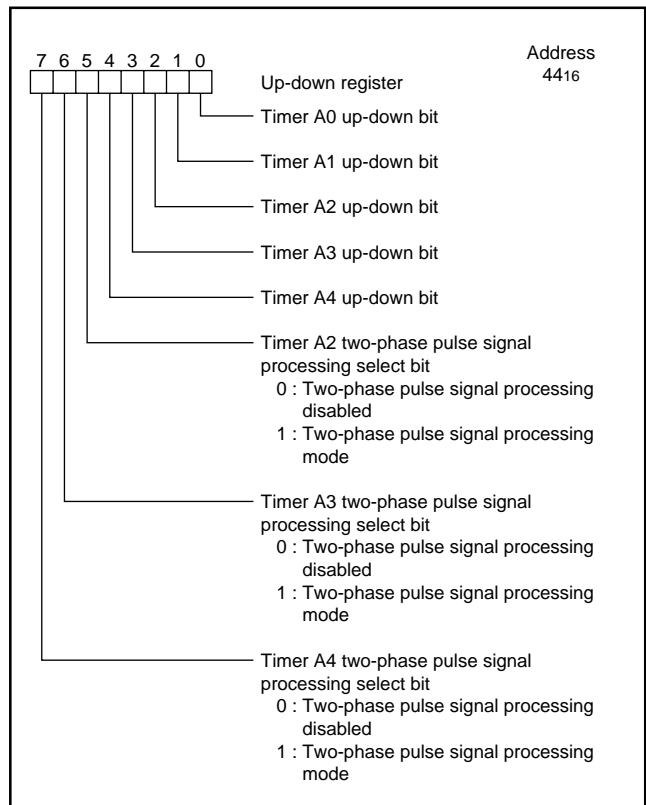 7 6 5 4 3 2 1 0
Address
4416
Up-down register
Timer A0 up-down bit
Timer A1 up-down bit
Timer A2 up-down bit
Timer A3 up-down bit
Timer A4 up-down bit
Timer A2 two-phase pulse signal
processing select bit
0 : Two-phase pulse signal processing
disabled
1 : Two-phase pulse signal processing
mode
Timer A3 two-phase pulse signal
processing select bit
0 : Two-phase pulse signal processing
disabled
1 : Two-phase pulse signal processing
mode
Timer A4 two-phase pulse signal
processing select bit
0 : Two-phase pulse signal processing
disabled
1 : Two-phase pulse signal processing
mode